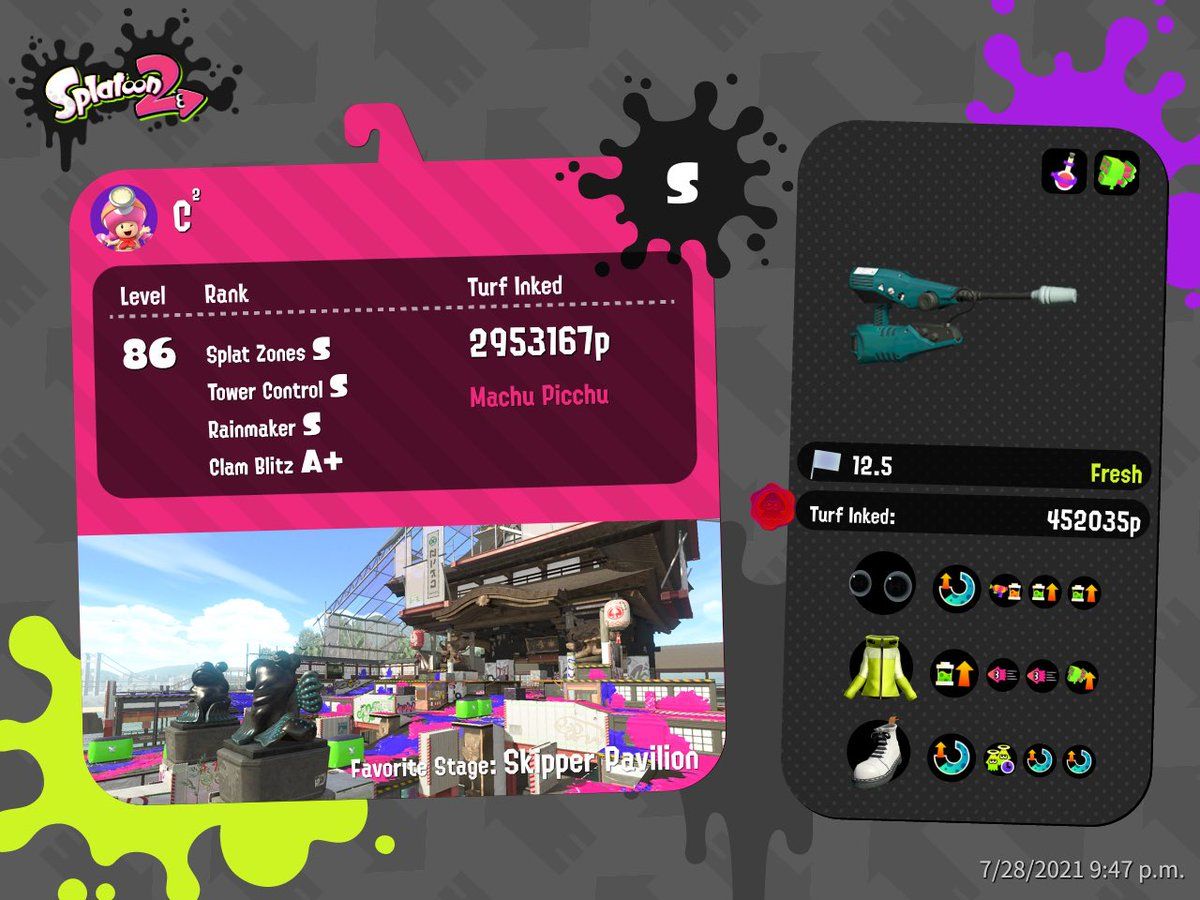 Splatoon 2
S
C²
Level Rank Turf Inked
86
Splat Zones S
Tower Control S
Rainmaker S
Clam Blitz A+
2953167p
Machu Picchu
Favorite Stage: Skipper Pavilion
12.5 Fresh
Turf Inked: 452035p
7/28/2021 9:47 p.m.